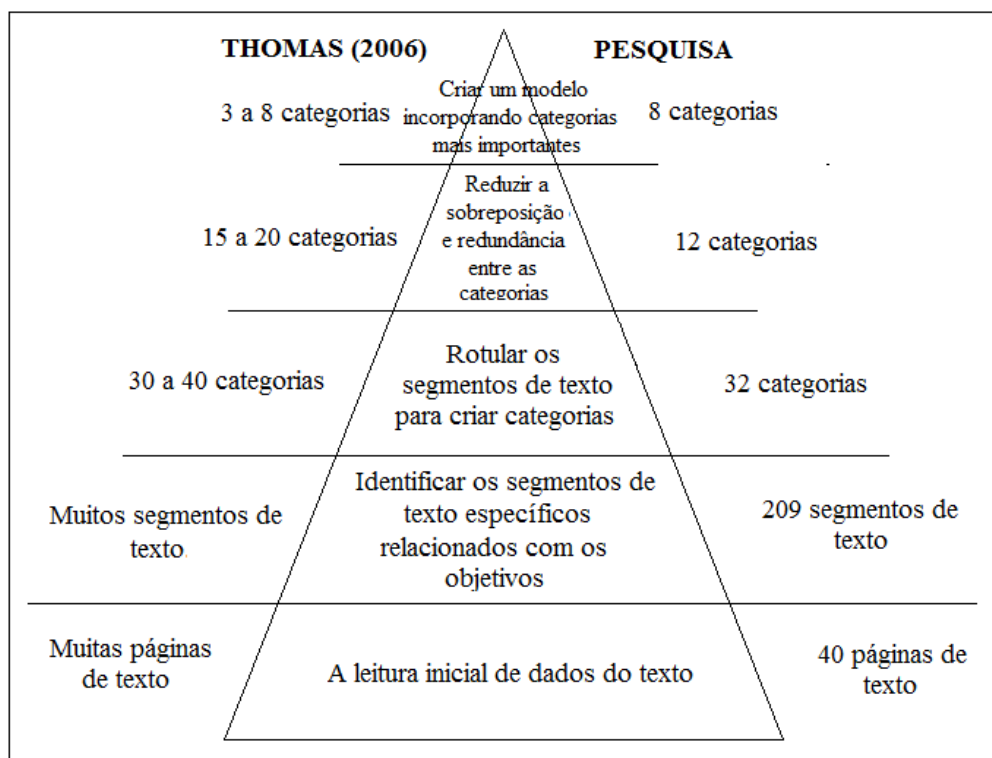 THOMAS (2006)
PESQUISA
3 a 8 categorias
Criar um modelo
incorporando categorias
mais importantes
8 categorias
15 a 20 categorias
Reduzir a
sobreposição
e redundância
entre as
categorias
12 categorias
30 a 40 categorias
Rotular os
segmentos de texto
para criar categorias
32 categorias
Muitos segmentos de
texto
Identificar os segmentos de
texto específicos
relacionados com os
objetivos
209 segmentos de
texto
Muitas páginas
de texto
A leitura inicial de dados do texto
40 páginas de
texto